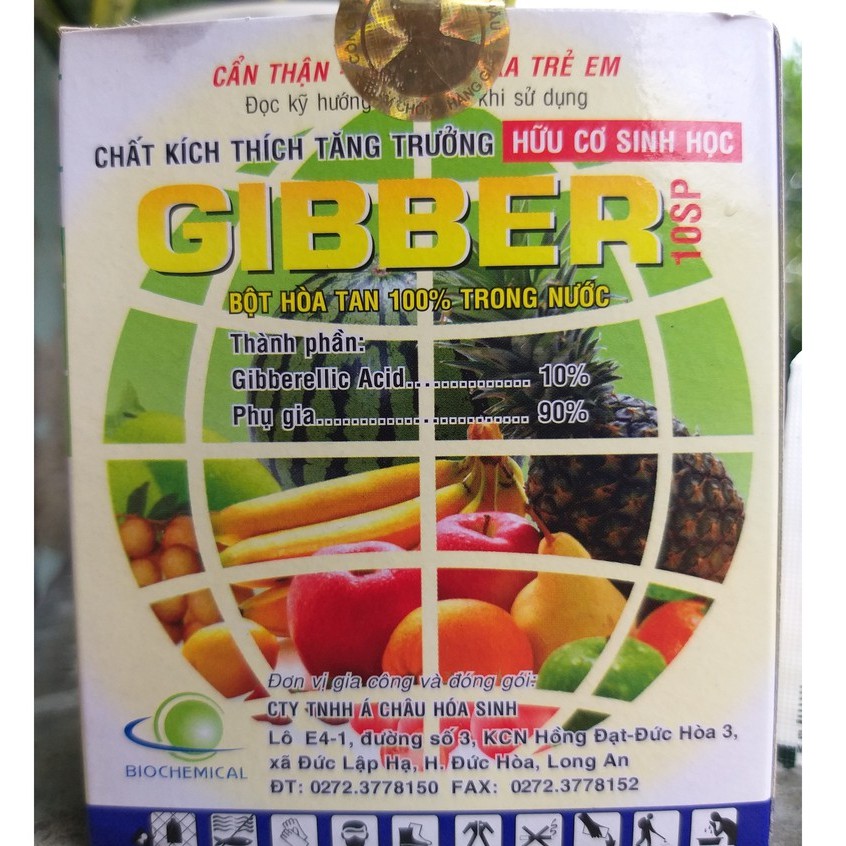 CẨN THẬN XA TRẺ EM
Đọc kỹ hướng khi sử dụng
CHẤT KÍCH THÍCH TĂNG TRƯỞNG HỮU CƠ SINH HỌC
GIBBER 10SP
BỘT HÒA TAN 100% TRONG NƯỚC
Thành phần:
Gibberellic Acid............... 10%
Phụ gia......................... 90%
Đơn vị gia công và đóng gói:
CTY TNHH Á CHÂU HÓA SINH
Lô E4-1, đường số 3, KCN Hồng Đạt-Đức Hòa 3,
xã Đức Lập Hạ, H. Đức Hòa, Long An
ĐT: 0272.3778150 FAX: 0272.3778152
BIOCHEMICAL